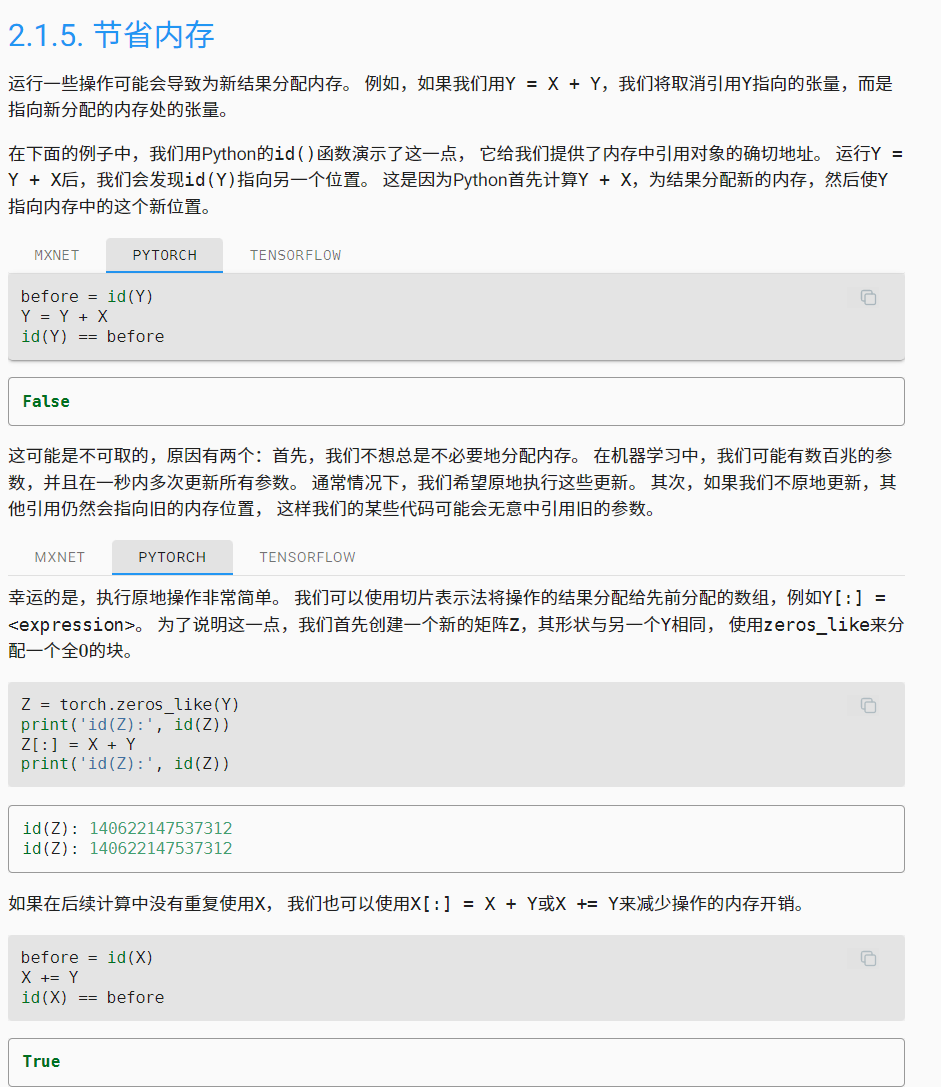 2.1.5. 节省内存
运行一些操作可能会导致为新结果分配内存。 例如，如果我们用Y = X + Y，我们将取消引用Y指向的张量，而是
指向新分配的内存处的张量。
在下面的例子中，我们用Python的id()函数演示了这一点， 它给我们提供了内存中引用对象的确切地址。 运行Y =
Y + X后，我们会发现id(Y)指向另一个位置。 这是因为Python首先计算Y + X，为结果分配新的内存，然后使Y
指向内存中的这个新位置。
MXNET PYTORCH TENSORFLOW
before = id(Y)
Y = Y + X
id(Y) == before
False
这可能是不可取的，原因有两个：首先，我们不想总是不必要地分配内存。 在机器学习中，我们可能有数百兆的参
数，并且在一秒内多次更新所有参数。 通常情况下，我们希望原地执行这些更新。 其次，如果我们不原地更新，其
他引用仍然会指向旧的内存位置， 这样我们的某些代码可能会无意中引用旧的参数。
MXNET PYTORCH TENSORFLOW
幸运的是，执行原地操作非常简单。 我们可以使用切片表示法将操作的结果分配给先前分配的数组，例如Y[:] =
<expression>。 为了说明这一点，我们首先创建一个新的矩阵Z，其形状与另一个Y相同， 使用zeros_like来分
配一个全0的块。
Z = torch.zeros_like(Y)
print('id(Z):', id(Z))
Z[:] = X + Y
print('id(Z):', id(Z))
id(Z): 140622147537312
id(Z): 140622147537312
如果在后续计算中没有重复使用X， 我们也可以使用X[:] = X + Y或X += Y来减少操作的内存开销。
before = id(X)
X += Y
id(X) == before
True